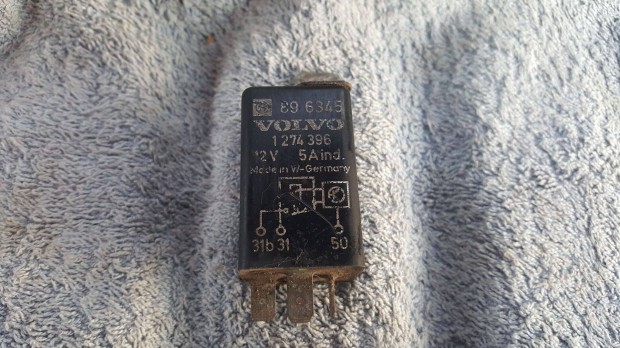 89 6345
VOLVO
1 274 396
12V 5A ind.
Made in W-Germany
31b 31 50